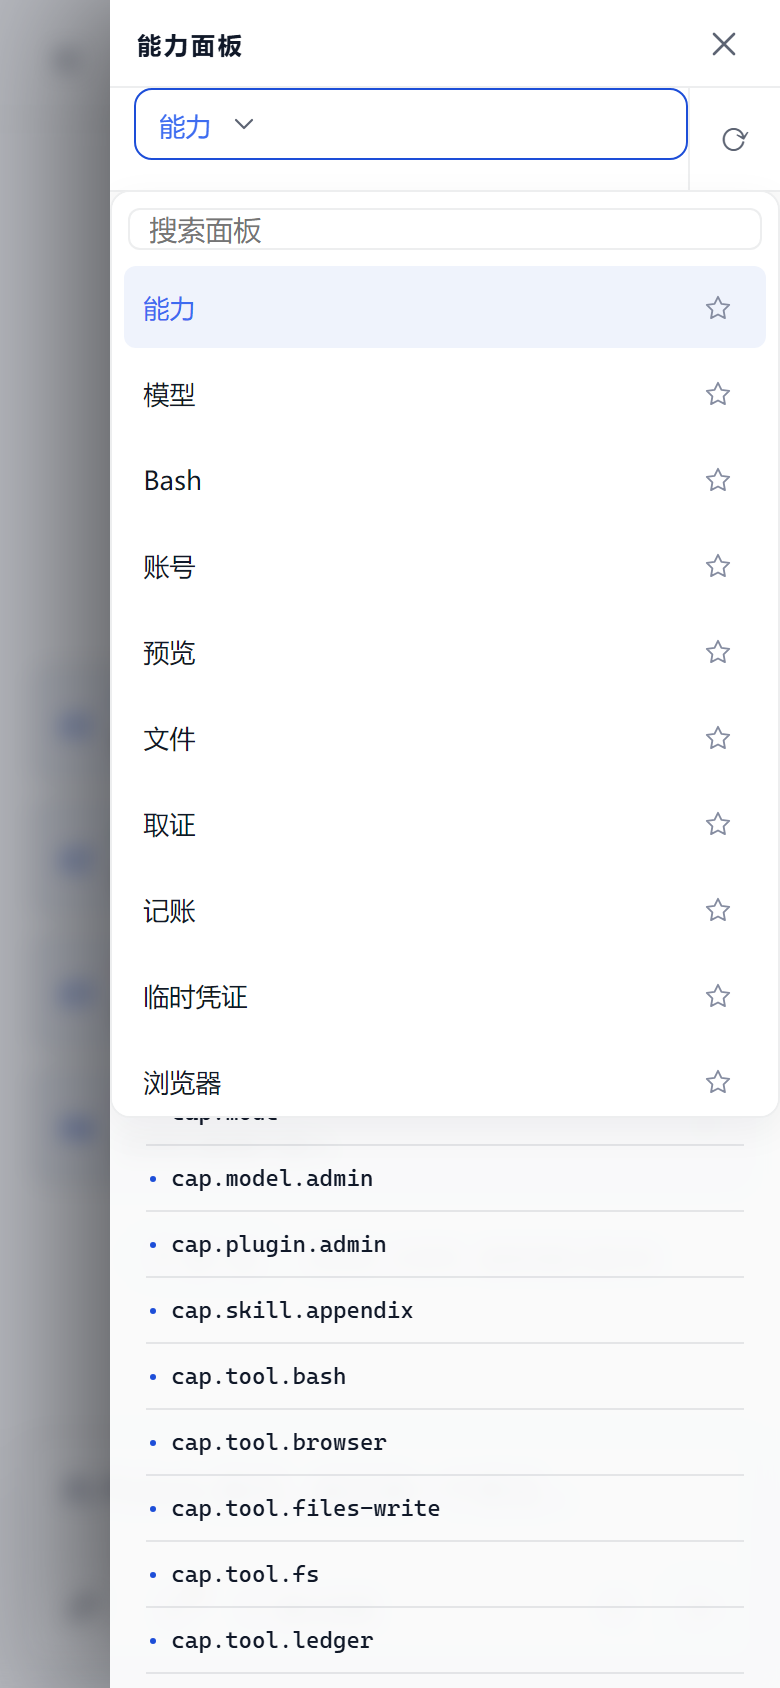 能力面板
能力
搜索面板
能力
模型
Bash
账号
预览
文件
取证
记账
临时凭证
浏览器
cap.model.admin
cap.plugin.admin
cap.skill.appendix
cap.tool.bash
cap.tool.browser
cap.tool.files-write
cap.tool.fs
cap.tool.ledger